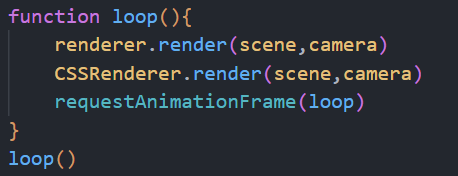 function loop(){
    renderer.render(scene,camera)
    CSSRenderer.render(scene,camera)
    requestAnimationFrame(loop)
}
loop()